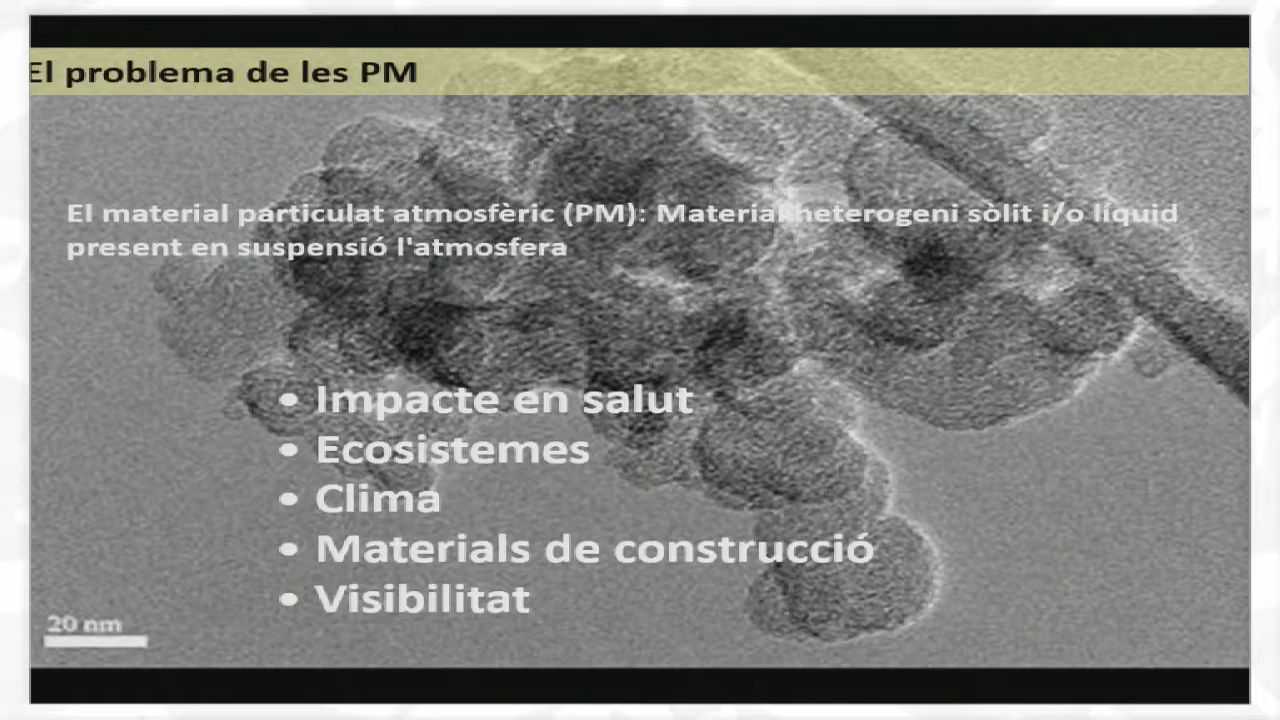 El problema de les PM
El material particulat atmosfèric (PM): Material heterogeni sòlit i/o líquid
present en suspensió l'atmosfera
• Impacte en salut
• Ecosistemes
• Clima
• Materials de construcció
• Visibilitat
20 nm